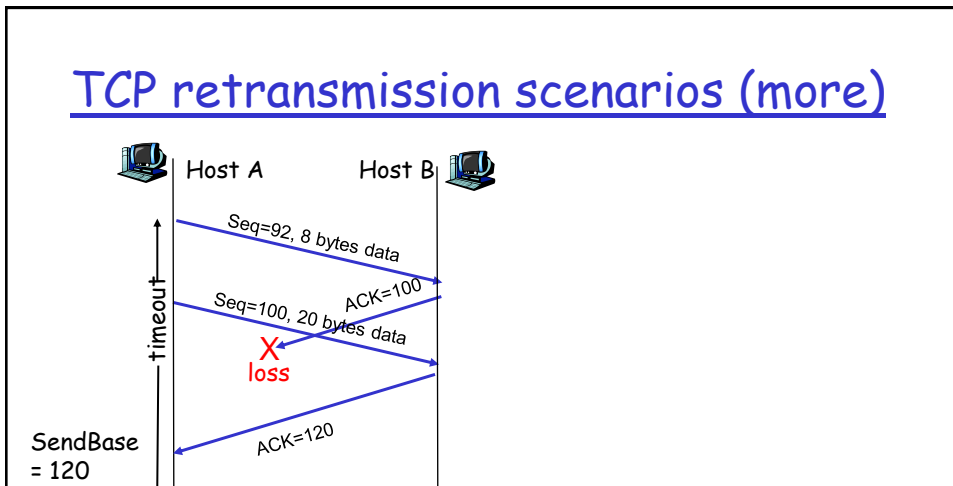 TCP retransmission scenarios (more)
Host A
Host B
Seq=92, 8 bytes data
ACK=100
Seq=100, 20 bytes data
timeout
X
loss
ACK=120
SendBase
= 120